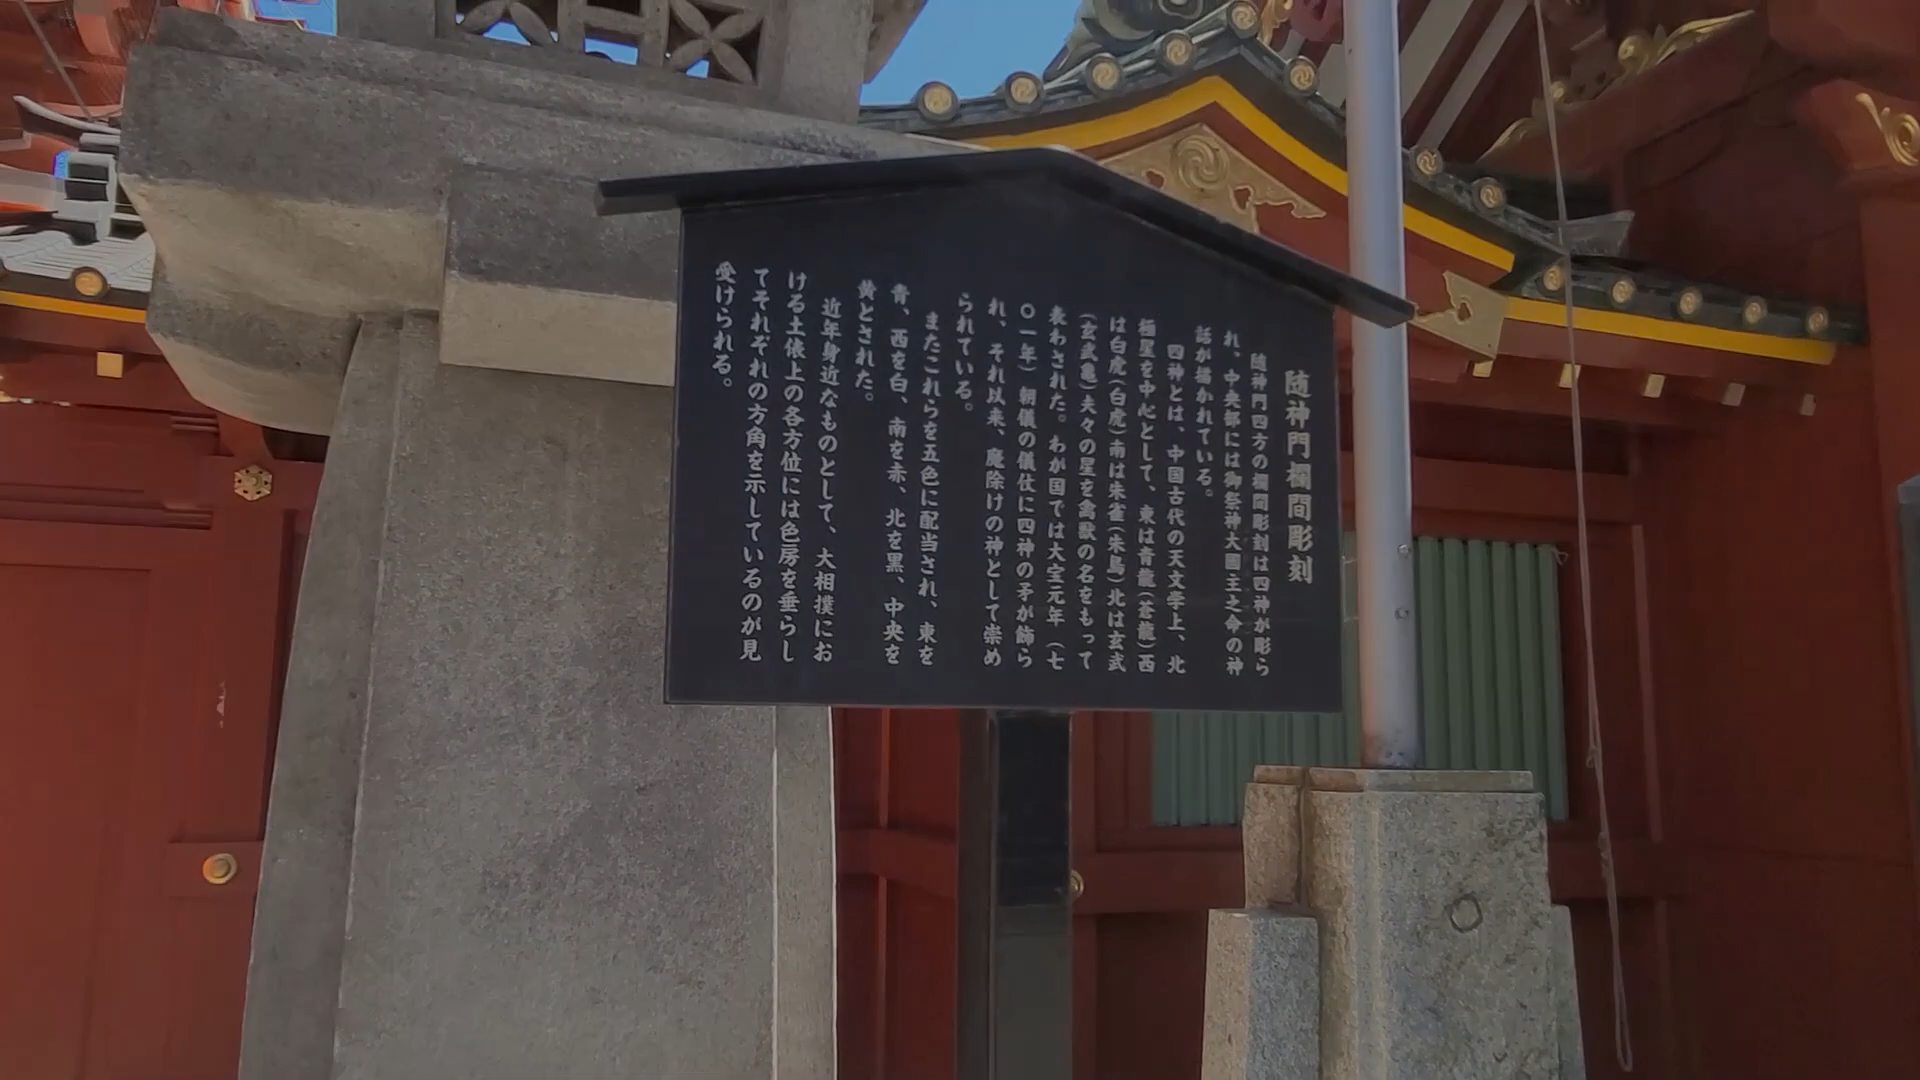 随神門欄間彫刻
随神門四方の欄間彫刻は四神が彫ら
れ、中央部には御祭神大國主之命の神
話が描かれている。
四神とは、中国古代の天文学上、北
極星を中心として、東は青龍(蒼龍)西
は白虎(白虎)南は朱雀(朱鳥)北は玄武
(玄武亀)夫々の星を禽獣の名をもって
表わされた。わが国では大宝元年(七
〇一年)朝儀の儀仗に四神の矛が飾ら
れ、それ以来、魔除けの神として崇め
られている。
またこれらを五色に配当され、東を
青、西を白、南を赤、北を黒、中央を
黄とされた。
近年身近なものとして、大相撲にお
ける土俵上の各方位には色房を垂らし
てそれぞれの方角を示しているのが見
受けられる。